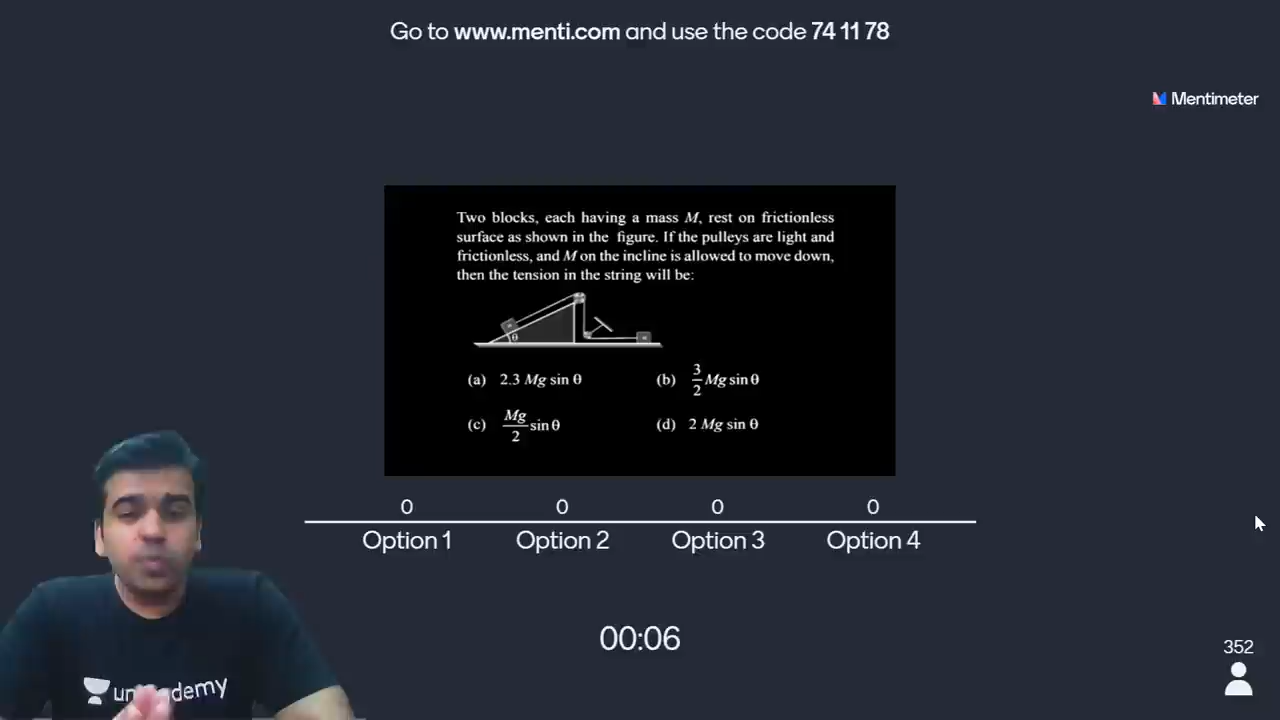 Go to www.menti.com and use the code 74 11 78
Mentimeter
Two blocks, each having a mass M, rest on frictionless
surface as shown in the figure. If the pulleys are light and
frictionless, and M on the incline is allowed to move down,
then the tension in the string will be:
θ
(a) 2.3 Mg sin θ (b) 3/2 Mg sin θ
(c) Mg/2 sin θ (d) 2 Mg sin θ
0 0 0 0
Option 1 Option 2 Option 3 Option 4
00:06
352